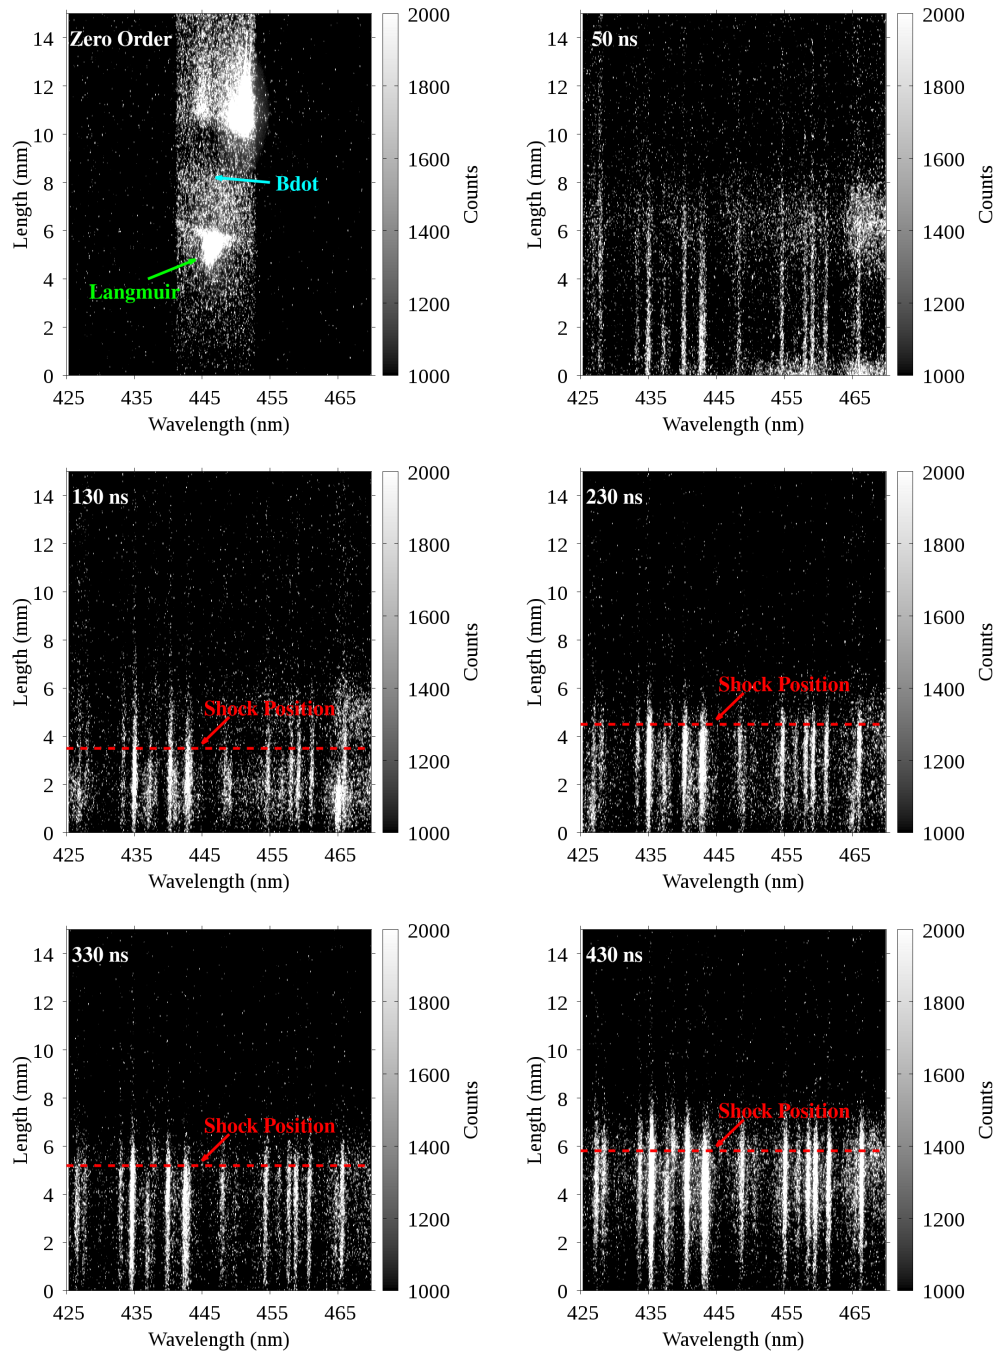 Zero Order
Length (mm)
14
12
10
8
6
4
2
0
Bdot
Langmuir
425 435 445 455 465
Wavelength (nm)
2000
1800
1600
1400
1200
1000
Counts
50 ns
Length (mm)
14
12
10
8
6
4
2
0
425 435 445 455 465
Wavelength (nm)
2000
1800
1600
1400
1200
1000
Counts
130 ns
Length (mm)
14
12
10
8
6
4
2
0
Shock Position
425 435 445 455 465
Wavelength (nm)
2000
1800
1600
1400
1200
1000
Counts
230 ns
Length (mm)
14
12
10
8
6
4
2
0
Shock Position
425 435 445 455 465
Wavelength (nm)
2000
1800
1600
1400
1200
1000
Counts
330 ns
Length (mm)
14
12
10
8
6
4
2
0
Shock Position
425 435 445 455 465
Wavelength (nm)
2000
1800
1600
1400
1200
1000
Counts
430 ns
Length (mm)
14
12
10
8
6
4
2
0
Shock Position
425 435 445 455 465
Wavelength (nm)
2000
1800
1600
1400
1200
1000
Counts